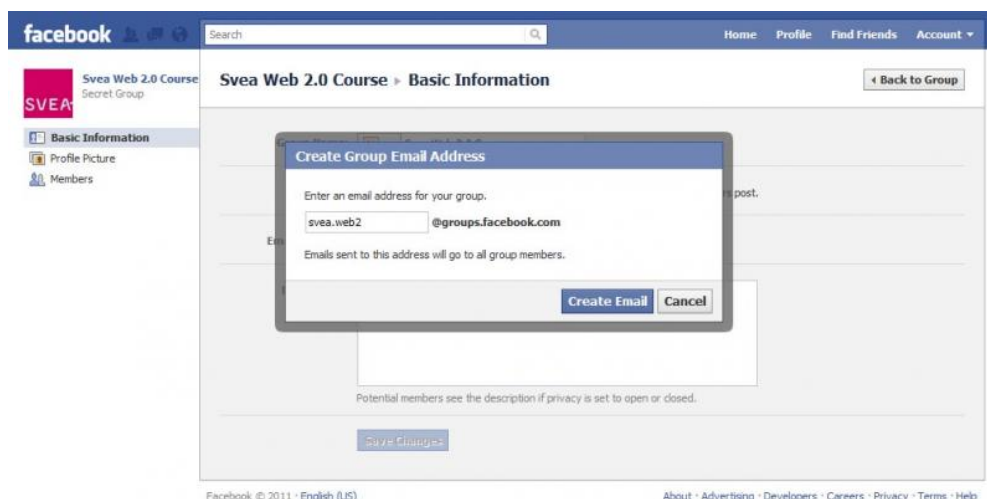 facebook
Search
Home Profile Find Friends Account
Svea Web 2.0 Course
Secret Group
SVEA
Svea Web 2.0 Course Basic Information
Back to Group
Basic Information
Profile Picture
Members
Create Group Email Address
post.
Enter an email address for your group.
svea.web2 @groups.facebook.com
Emails sent to this address will go to all group members.
Create Email Cancel
Potential members see the description if privacy is set to open or closed.
Save Changes
Facebook © 2011 · English (US)
About · Advertising · Developers · Careers · Privacy · Terms · Help